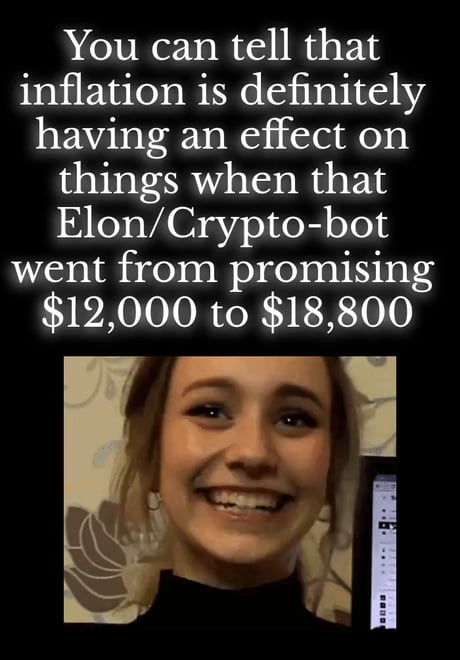 You can tell that
inflation is definitely
having an effect on
things when that
Elon/Crypto-bot
went from promising
$12,000 to $18,800